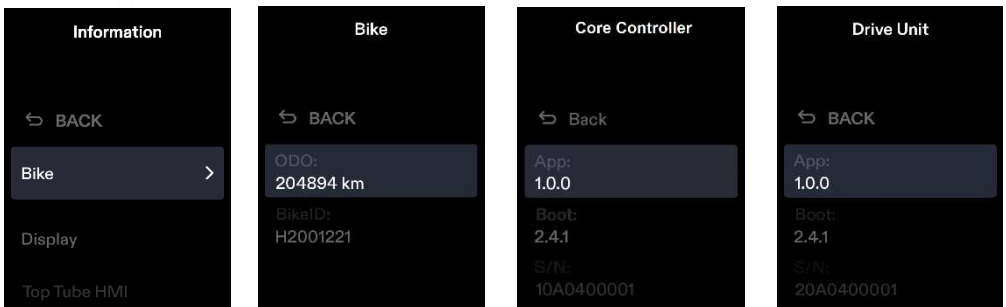 Information
BACK
Bike
Display
Top Tube HMI
Bike
BACK
ODO:
204894 km
BikeID:
H2001221
Core Controller
Back
App:
1.0.0
Boot:
2.4.1
S/N:
10A0400001
Drive Unit
BACK
App:
1.0.0
Boot:
2.4.1
S/N:
20A0400001